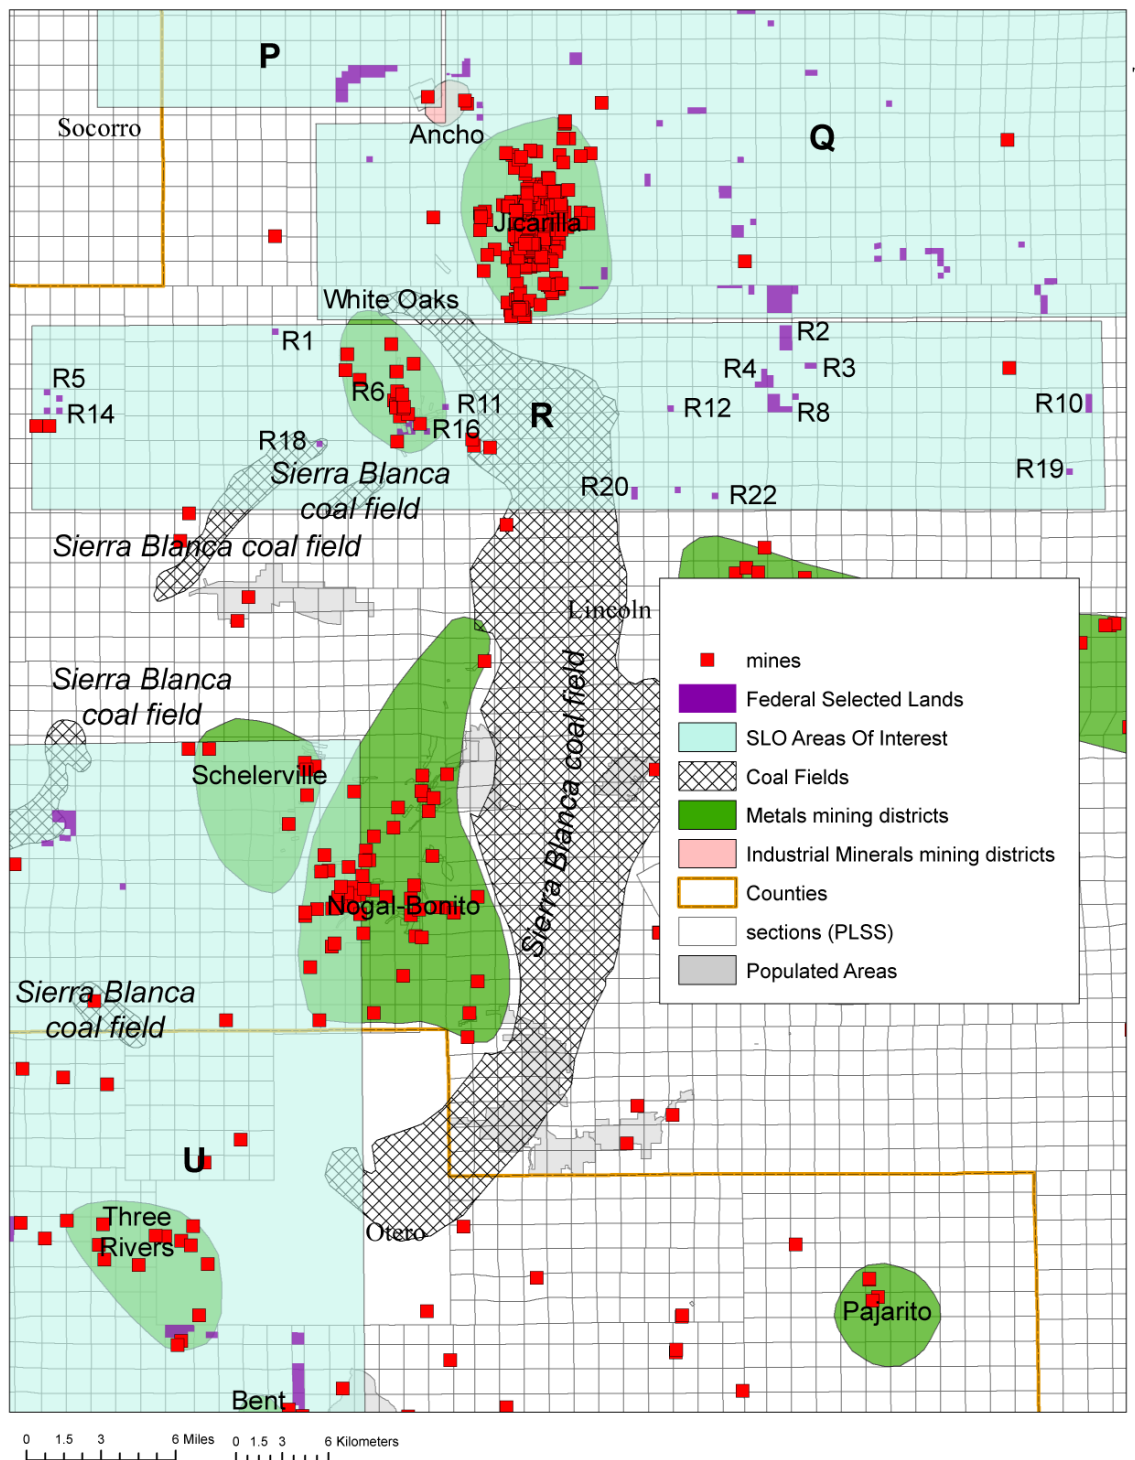 P
Socorro
Ancho
Q
Jicarilla
White Oaks
R1
R2
R3
R4
R5
R14
R6
R11
R
R12
R8
R10
R16
R18
Sierra Blanca
coal field
R19
R20
R22
Sierra Blanca coal field
Lincoln
Sierra Blanca
coal field
Sierra Blanca coal field
Schelerville
Nogal-Bonito
mines
Federal Selected Lands
SLO Areas Of Interest
Coal Fields
Metals mining districts
Industrial Minerals mining districts
Counties
sections (PLSS)
Populated Areas
Sierra Blanca
coal field
U
Three
Rivers
Otero
Pajarito
Bent
0 1.5 3 6 Miles
0 1.5 3 6 Kilometers